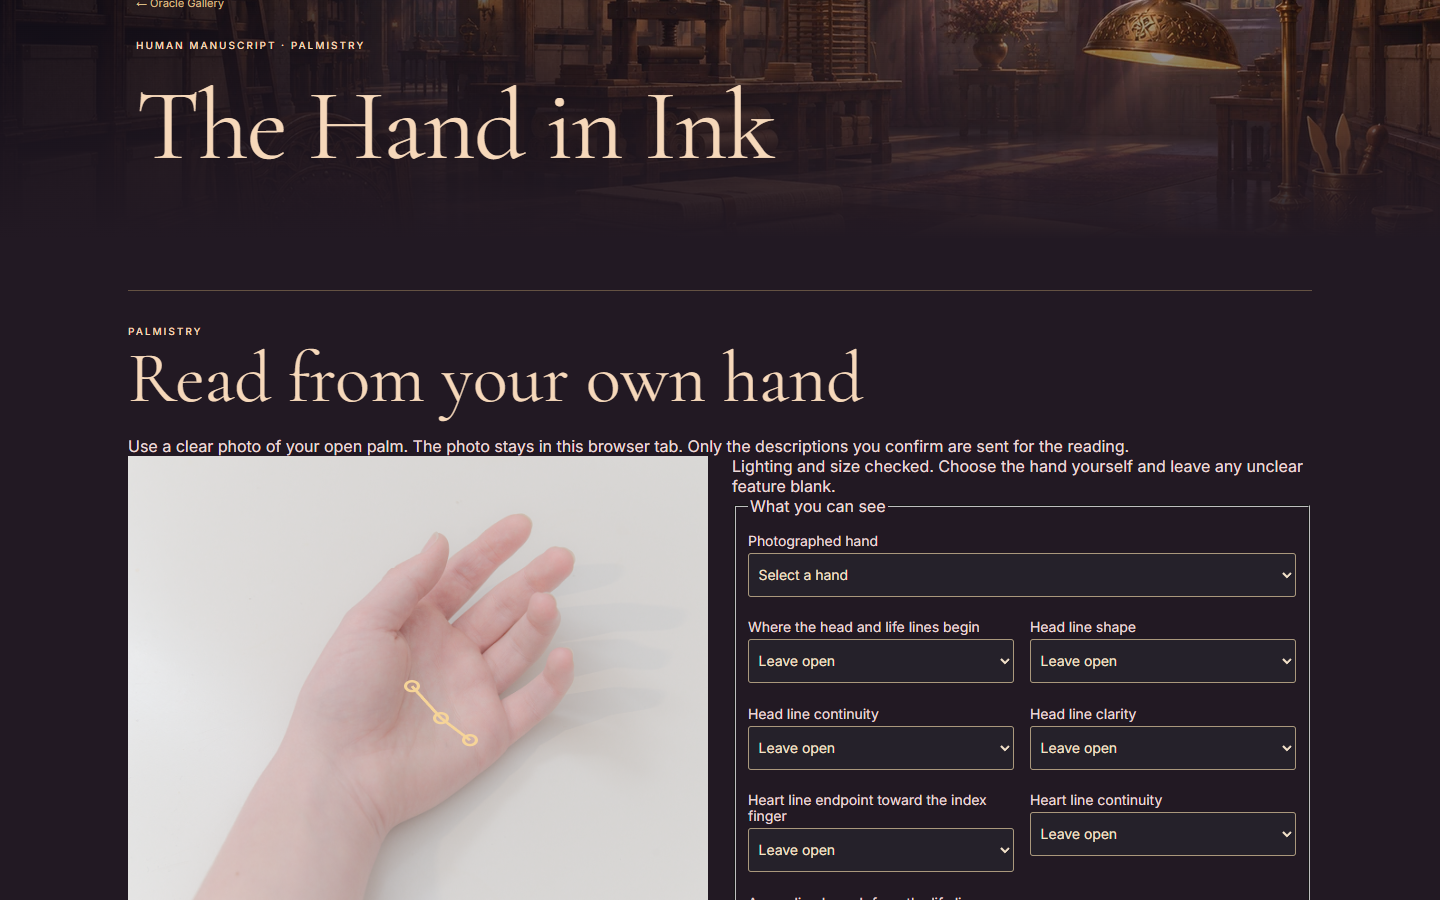 ← Oracle Gallery
HUMAN MANUSCRIPT · PALMISTRY
The Hand in Ink
PALMISTRY
Read from your own hand
Use a clear photo of your open palm. The photo stays in this browser tab. Only the descriptions you confirm are sent for the reading.
Lighting and size checked. Choose the hand yourself and leave any unclear
feature blank.
What you can see
Photographed hand
Select a hand
Where the head and life lines begin
Head line shape
Leave open
Leave open
Head line continuity
Head line clarity
Leave open
Leave open
Heart line endpoint toward the index
finger
Heart line continuity
Leave open
Leave open